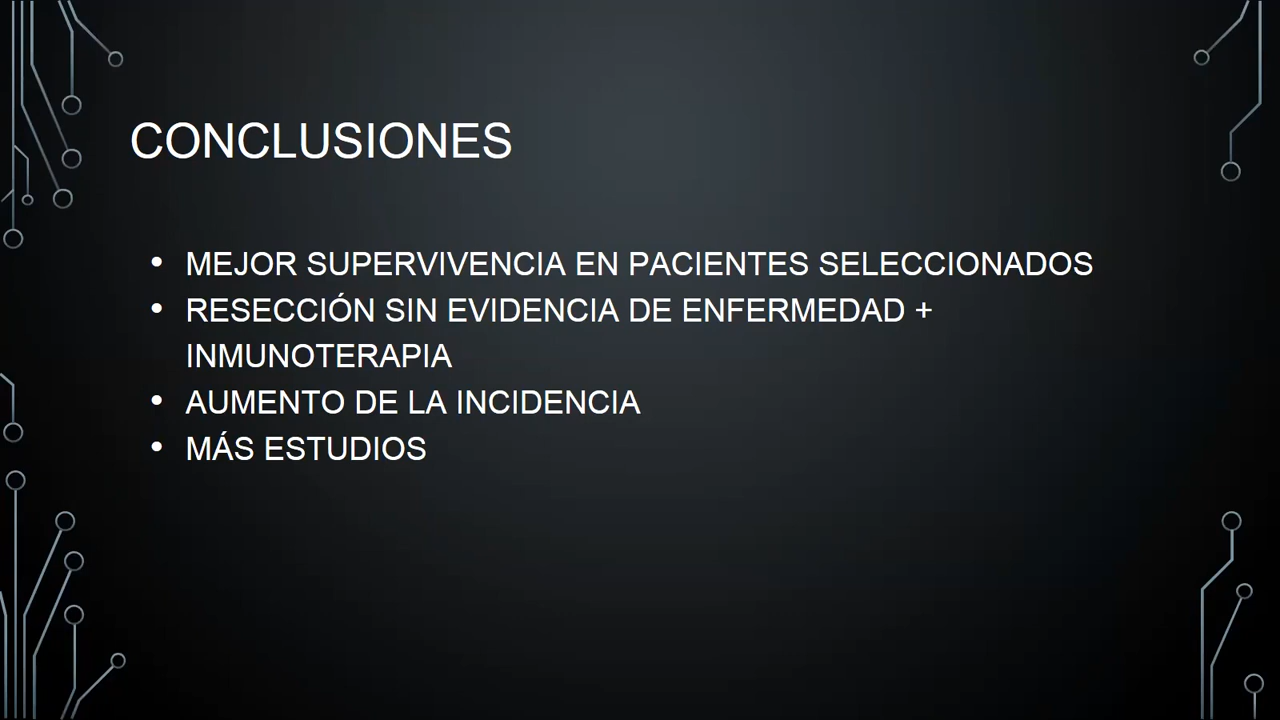 CONCLUSIONES
• MEJOR SUPERVIVENCIA EN PACIENTES SELECCIONADOS
• RESECCIÓN SIN EVIDENCIA DE ENFERMEDAD +
INMUNOTERAPIA
• AUMENTO DE LA INCIDENCIA
• MÁS ESTUDIOS